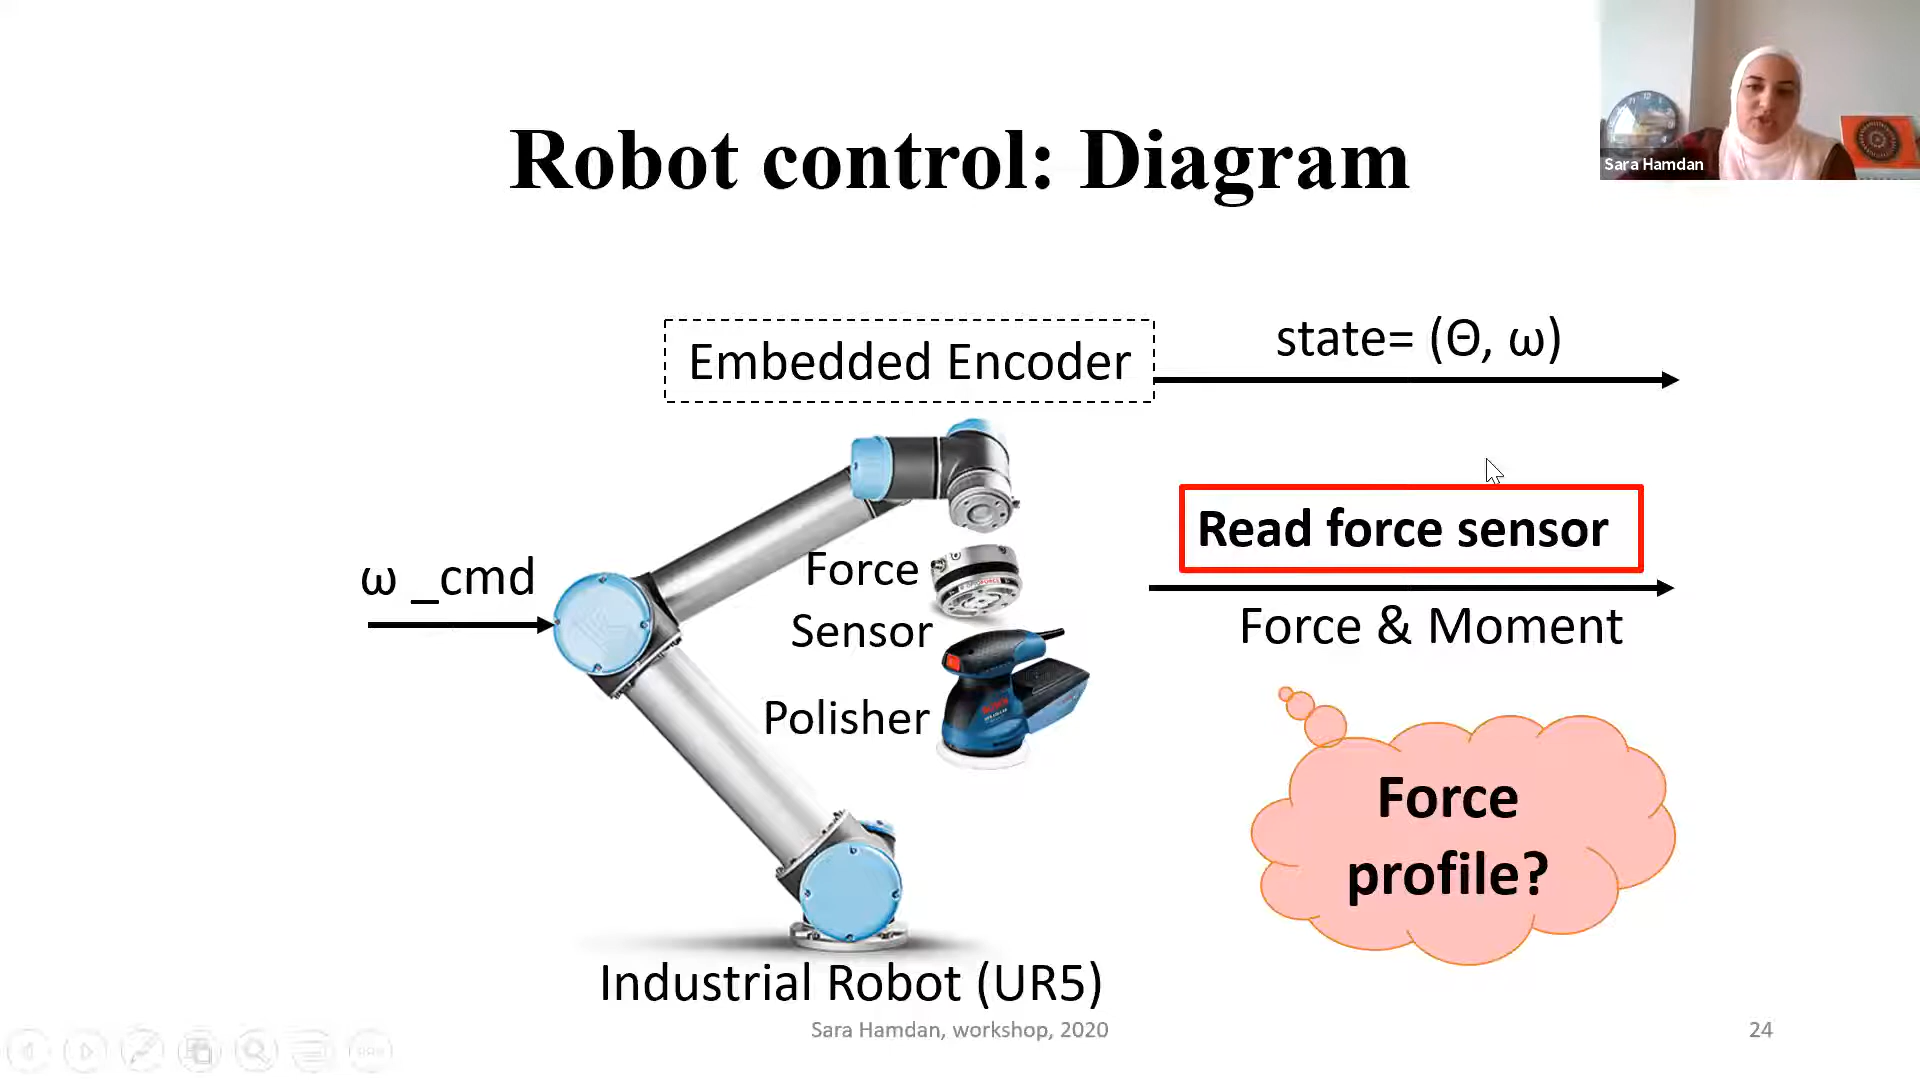 Robot control: Diagram
Sara Hamdan
Embedded Encoder
state= (Θ, ω)
Read force sensor
ω _cmd
Force
Sensor
Force & Moment
Polisher
Force
profile?
Industrial Robot (UR5)
Sara Hamdan, workshop, 2020
24